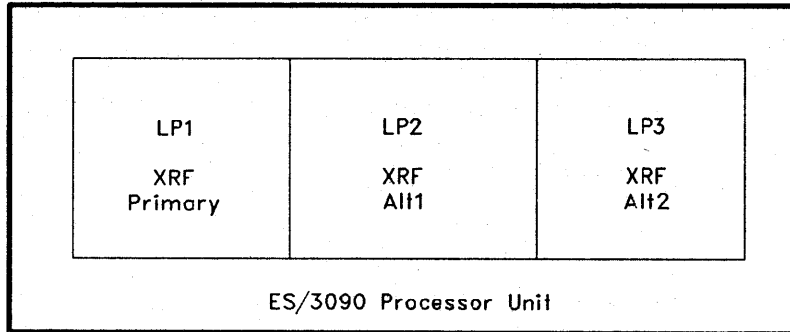 LP1 LP2 LP3
XRF XRF XRF
Primary Alt1 Alt2
ES/3090 Processor Unit